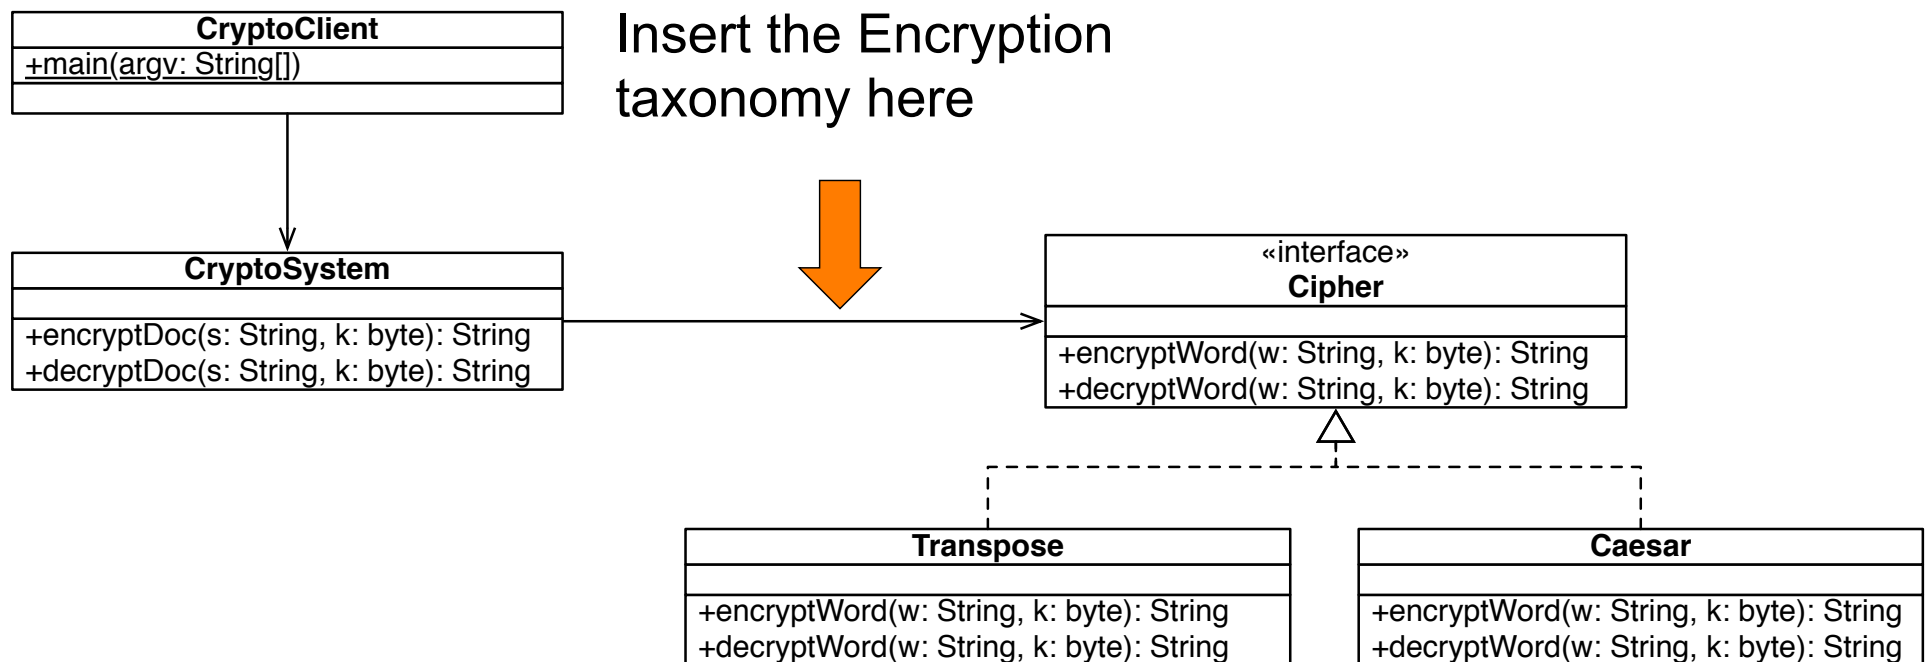 CryptoClient
+main(argv: String[])
Insert the Encryption
taxonomy here
CryptoSystem
+encryptDoc(s: String, k: byte): String
+decryptDoc(s: String, k: byte): String
«interface»
Cipher
+encryptWord(w: String, k: byte): String
+decryptWord(w: String, k: byte): String
Transpose
+encryptWord(w: String, k: byte): String
+decryptWord(w: String, k: byte): String
Caesar
+encryptWord(w: String, k: byte): String
+decryptWord(w: String, k: byte): String